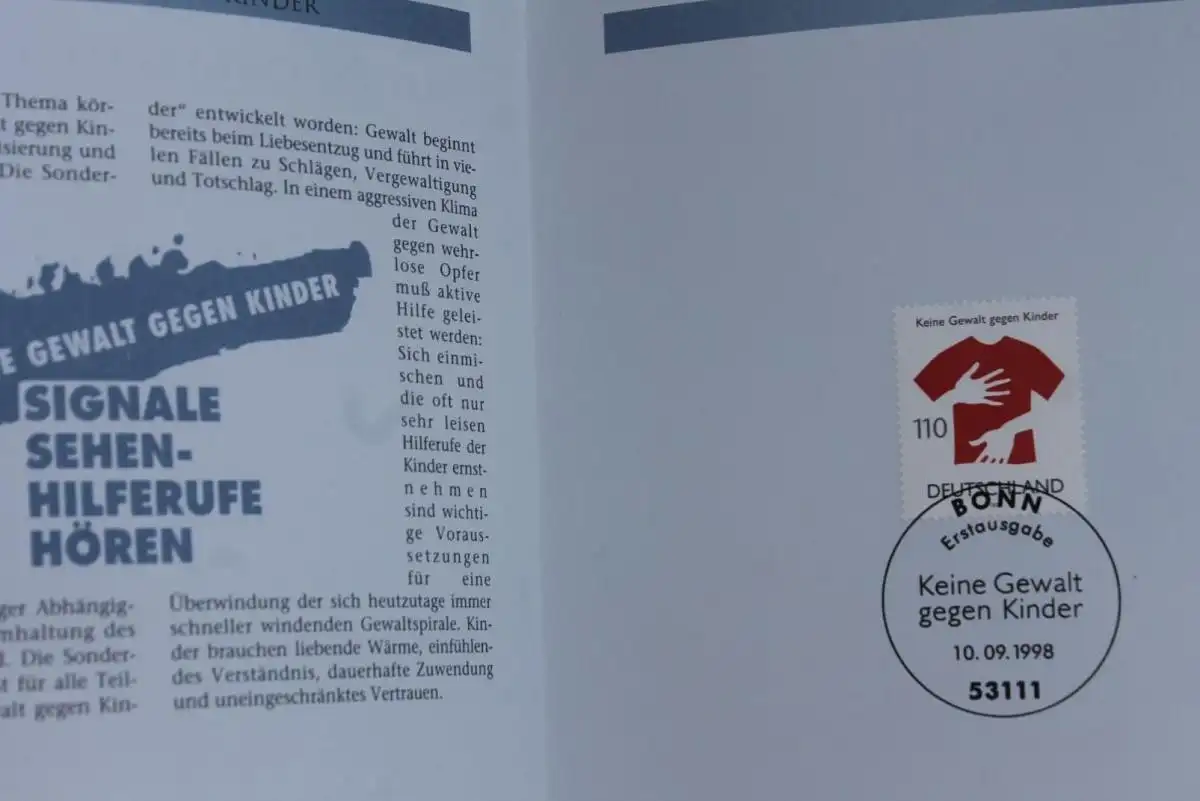 KINDER
Thema kör-
t gegen Kin-
sierung und
Die Sonder-
der“ entwickelt worden: Gewalt beginnt
bereits beim Liebesentzug und führt in vie-
len Fällen zu Schlägen, Vergewaltigung
und Totschlag. In einem aggressiven Klima
der Gewalt
gegen wehr-
lose Opfer
muß aktive
Hilfe gelei-
stet werden:
Sich einmi-
schen und
die oft nur
sehr leisen
Hilferufe der
Kinder ernst-
nehmen
sind wichti-
ge Voraus-
setzungen
für eine
Überwindung der sich heutzutage immer
schneller windenden Gewaltspirale. Kin-
der brauchen liebende Wärme, einfühlen-
des Verständnis, dauerhafte Zuwendung
und uneingeschränktes Vertrauen.
E GEWALT GEGEN KINDER
SIGNALE
SEHEN-
HILFERUFE
HÖREN
ger Abhängig-
nhaltung des
l. Die Sonder-
t für alle Teil-
alt gegen Kin-
Keine Gewalt gegen Kinder
110
DEUTSCHLAND
BONN
Erstausgabe
Keine Gewalt
gegen Kinder
10.09.1998
53111